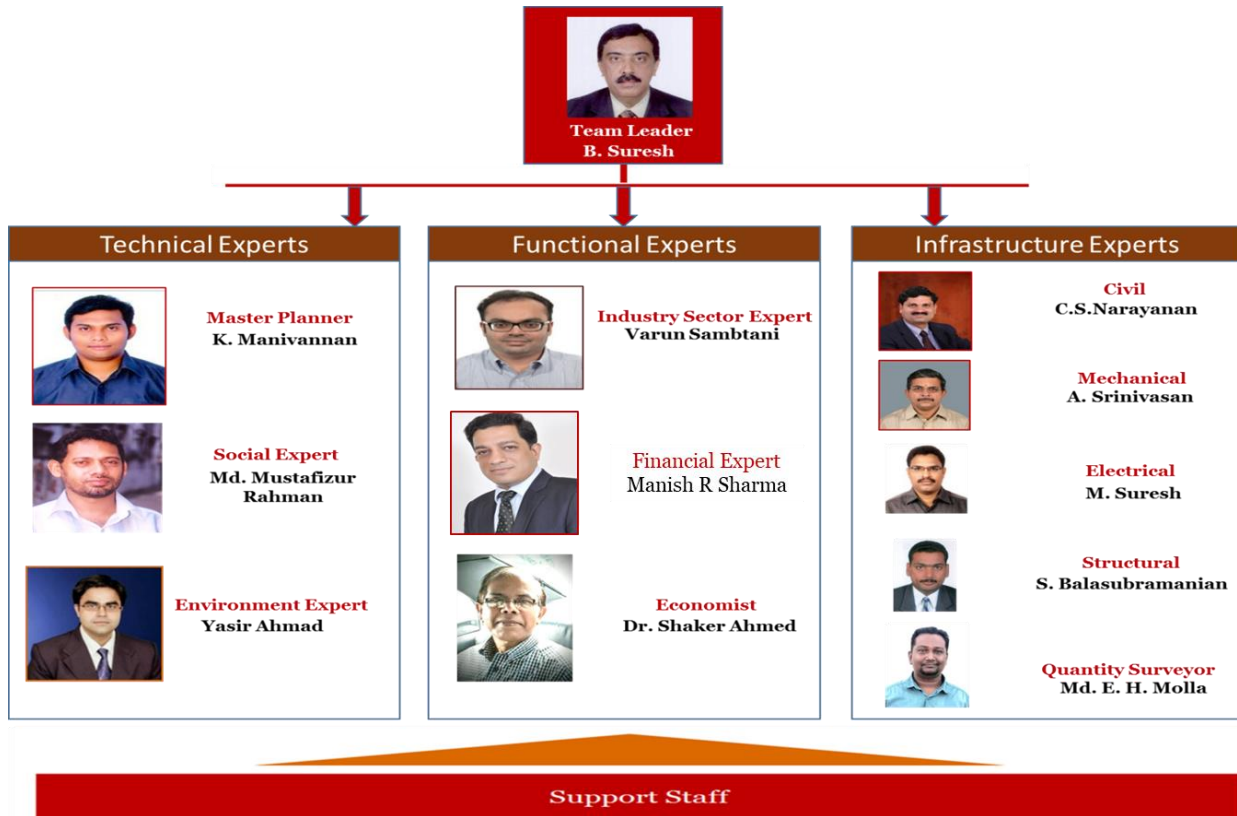 Team Leader
B. Suresh
Technical Experts
Master Planner
K. Manivannan
Social Expert
Md. Mustafizur
Rahman
Environment Expert
Yasir Ahmad
Functional Experts
Industry Sector Expert
Varun Sambtani
Financial Expert
Manish R Sharma
Economist
Dr. Shaker Ahmed
Infrastructure Experts
Civil
C.S.Narayanan
Mechanical
A. Srinivasan
Electrical
M. Suresh
Structural
S. Balasubramanian
Quantity Surveyor
Md. E. H. Molla
Support Staff